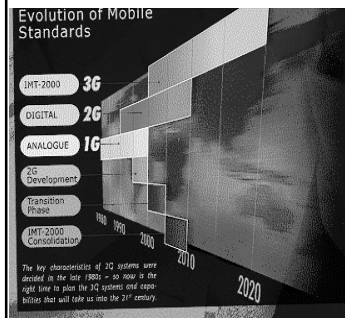 Evolution of Mobile
Standards
IMT-2000 3G
DIGITAL 2G
ANALOGUE 1G
2G
Development
Transition
Phase
IMT-2000
Consolidation
1980 1990 2000 2010 2020
The key characteristics of 2G systems were
decided in the late 1980s – so now is the
right time to plan the 3G systems and capa-
bilities that will take us into the 21st century.